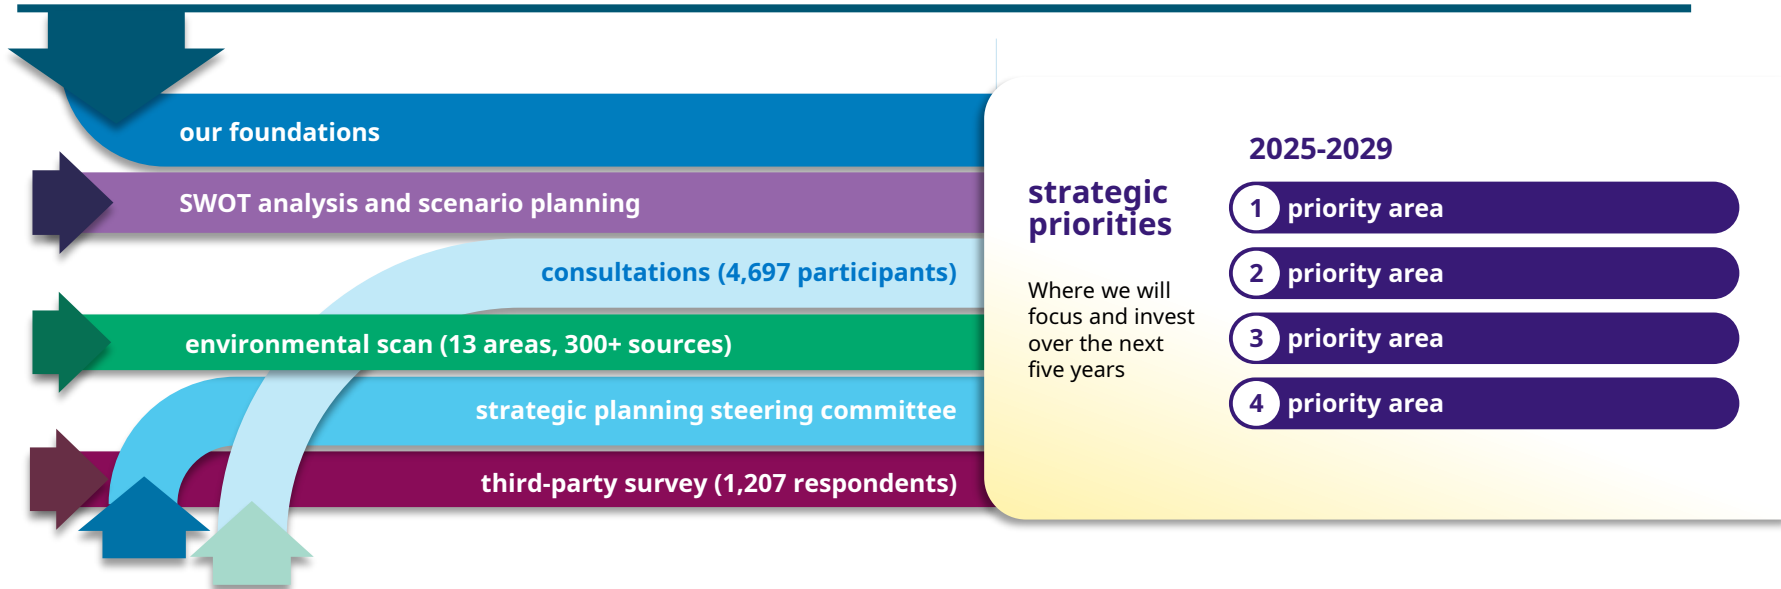 our foundations
SWOT analysis and scenario planning
consultations (4,697 participants)
environmental scan (13 areas, 300+ sources)
strategic planning steering committee
third-party survey (1,207 respondents)
strategic
priorities
Where we will
focus and invest
over the next
five years
2025-2029
1 priority area
2 priority area
3 priority area
4 priority area